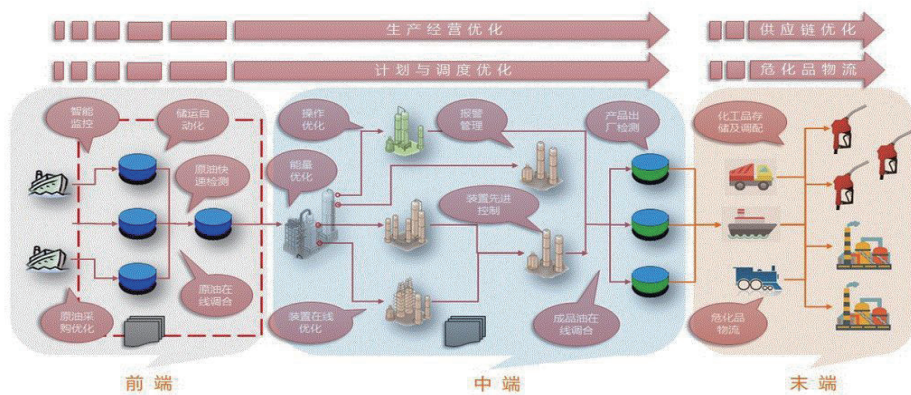 生产经营优化
供应链优化
计划与调度优化
危化品物流
智能
监控
储运自
动化
原油快
速检测
原油在
线调合
原油采
购优化
操作
优化
能量
优化
报警
管理
装置先进
控制
装置在线
优化
产品出
厂检测
成品油在
线调合
化工品存
储及调配
危化品
物流
前端
中端
末端